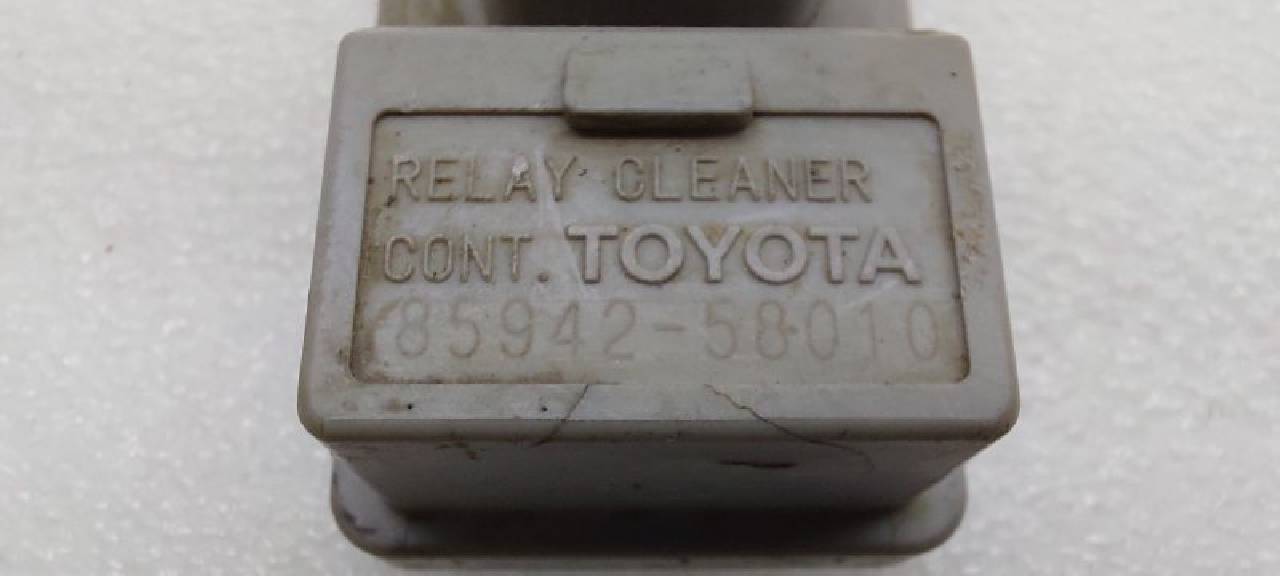 RELAY CLEANER
CONT. TOYOTA
85942-58010